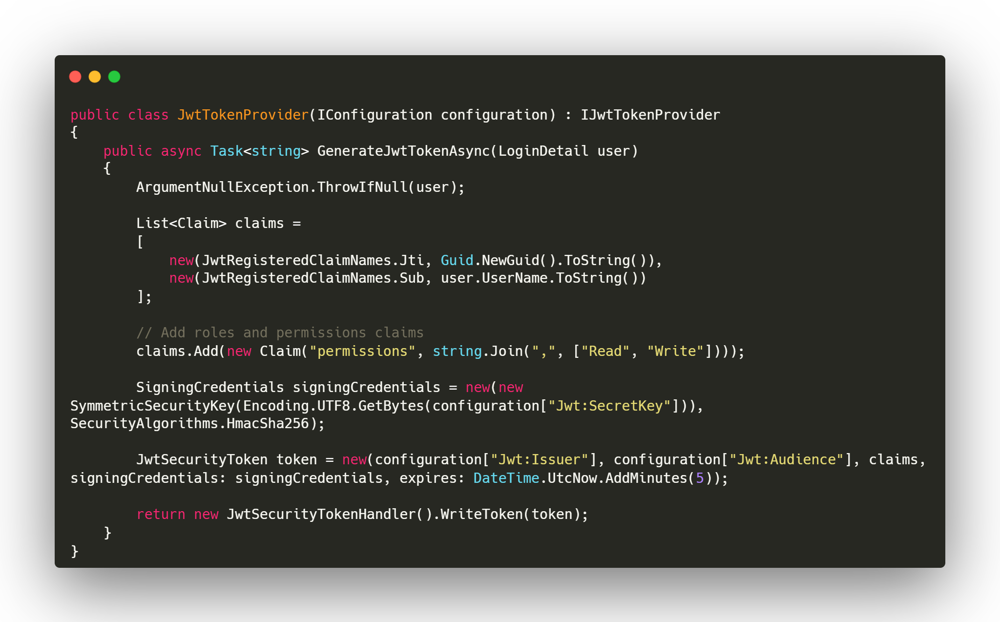 public class JwtTokenProvider(IConfiguration configuration) : IJwtTokenProvider
{
    public async Task<string> GenerateJwtTokenAsync(LoginDetail user)
    {
        ArgumentNullException.ThrowIfNull(user);

        List<Claim> claims =
        [
            new(JwtRegisteredClaimNames.Jti, Guid.NewGuid().ToString()),
            new(JwtRegisteredClaimNames.Sub, user.UserName.ToString())
        ];

        // Add roles and permissions claims
        claims.Add(new Claim("permissions", string.Join(",", ["Read", "Write"])));

        SigningCredentials signingCredentials = new(new
SymmetricSecurityKey(Encoding.UTF8.GetBytes(configuration["Jwt:SecretKey"])),
SecurityAlgorithms.HmacSha256);

        JwtSecurityToken token = new(configuration["Jwt:Issuer"], configuration["Jwt:Audience"], claims,
signingCredentials: signingCredentials, expires: DateTime.UtcNow.AddMinutes(5));

        return new JwtSecurityTokenHandler().WriteToken(token);
    }
}